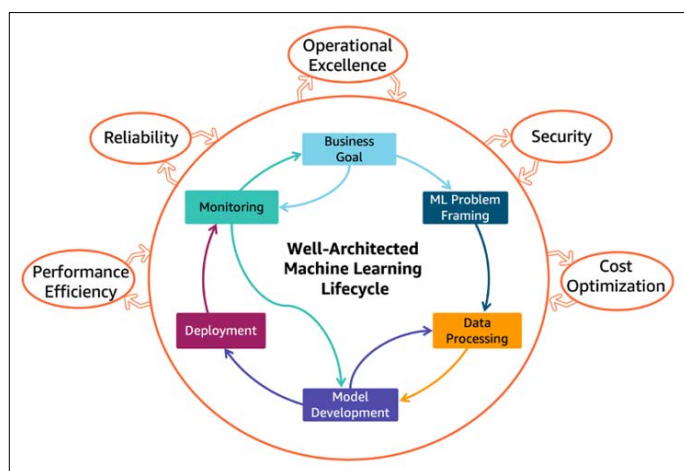 Operational
Excellence
Reliability
Security
Business
Goal
Monitoring
ML Problem
Framing
Well-Architected
Machine Learning
Lifecycle
Performance
Efficiency
Cost
Optimization
Deployment
Data
Processing
Model
Development